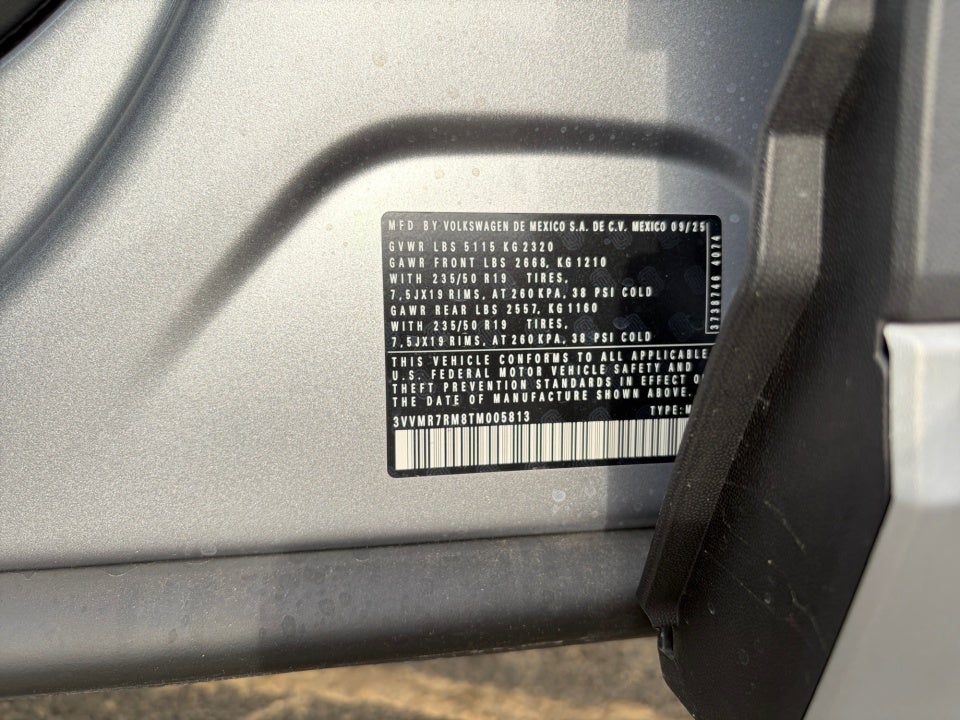 MFD BY VOLKSWAGEN DE MEXICO S.A. DE C.V. MEXICO 09/25
GVWR LBS 5115 KG 2320
GAWR FRONT LBS 2668, KG 1210
WITH 235/50 R19 TIRES,
7,5JX19 RIMS, AT 260 KPA, 38 PSI COLD
GAWR REAR LBS 2557, KG 1160
WITH 235/50 R19 TIRES,
7,5JX19 RIMS, AT 260 KPA, 38 PSI COLD
THIS VEHICLE CONFORMS TO ALL APPLICABLE
U.S. FEDERAL MOTOR VEHICLE SAFETY AND
THEFT PREVENTION STANDARDS IN EFFECT O
THE DATE OF MANUFACTURE SHOWN ABOVE.
3VVMR7RM8TM005813 TYPE:M